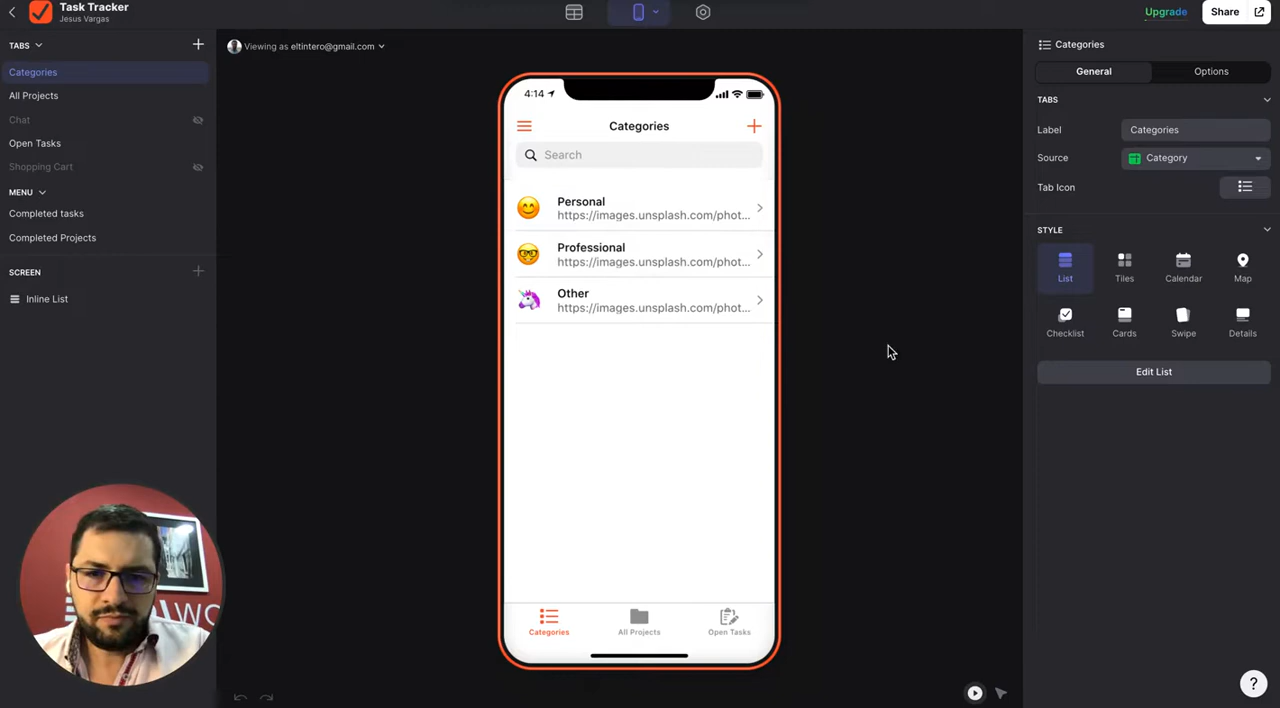 Task Tracker
Jesus Vargas
Upgrade
Share
TABS
Categories
All Projects
Chat
Open Tasks
Shopping Cart
MENU
Completed tasks
Completed Projects
SCREEN
Inline List
Viewing as eltintero@gmail.com
4:14
Categories
Search
Personal
https://images.unsplash.com/phot...
Professional
https://images.unsplash.com/phot...
Other
https://images.unsplash.com/phot...
Categories
All Projects
Open Tasks
Categories
General
Options
TABS
Label
Categories
Source
Category
Tab Icon
STYLE
List
Tiles
Calendar
Map
Checklist
Cards
Swipe
Details
Edit List
?